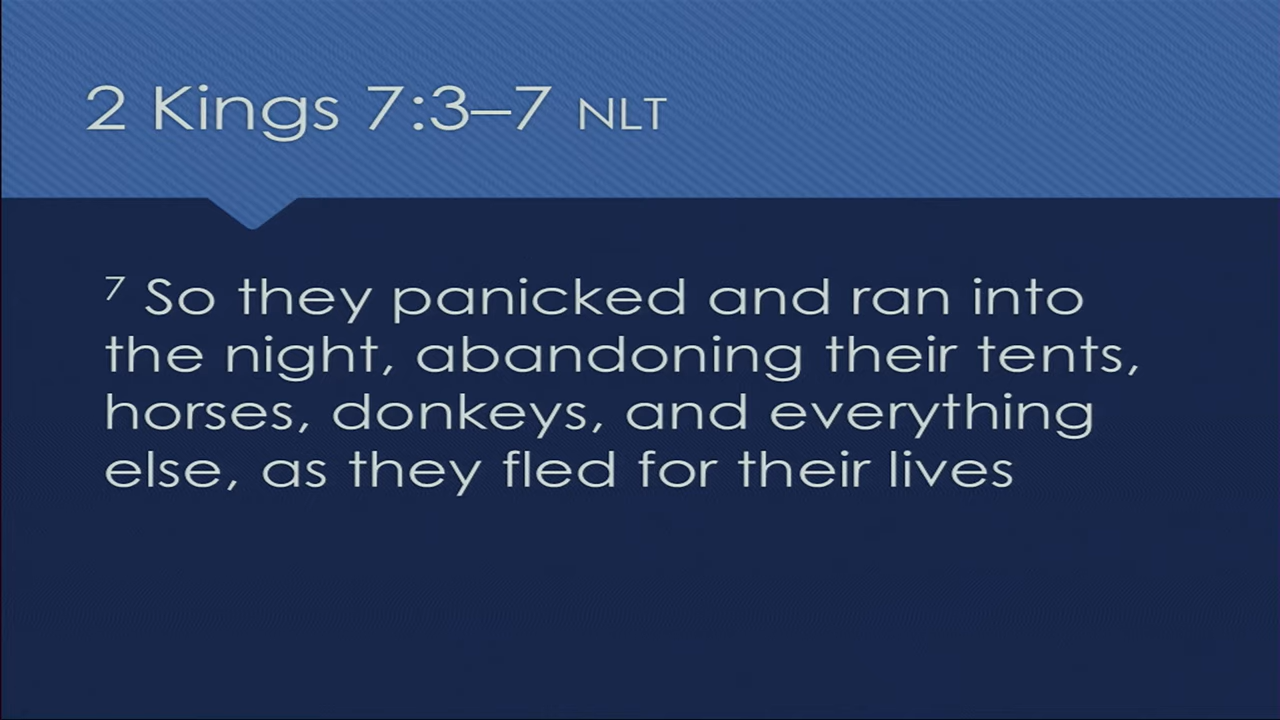 2 Kings 7:3–7 NLT
7 So they panicked and ran into
the night, abandoning their tents,
horses, donkeys, and everything
else, as they fled for their lives